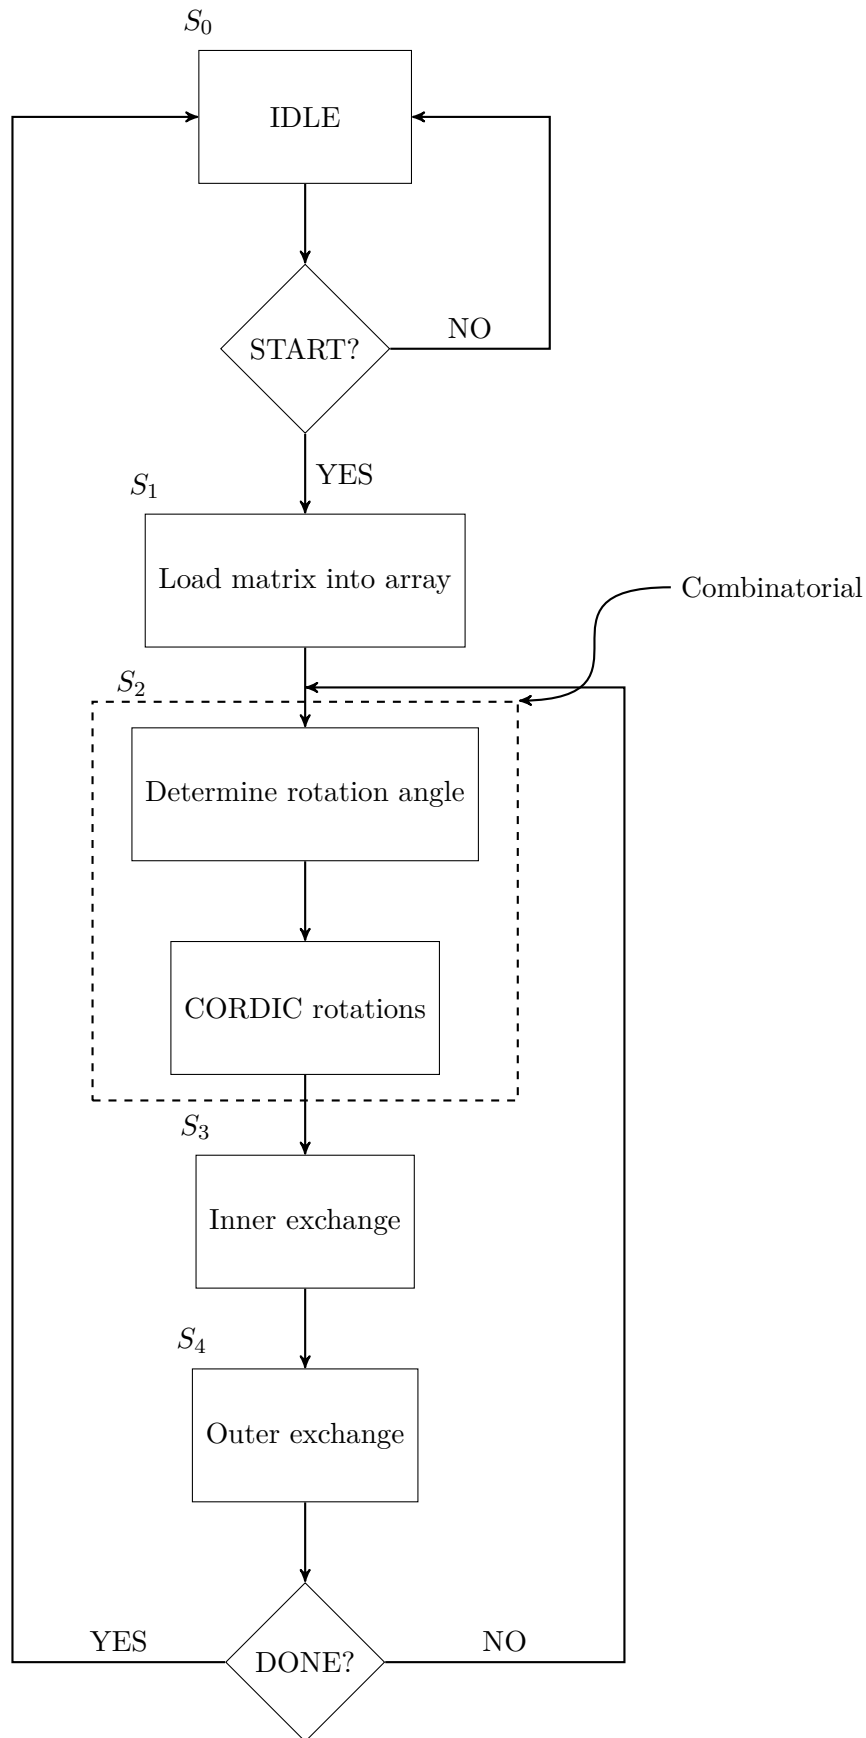 S₀
IDLE
START?
NO
YES
S₁
Load matrix into array
Combinatorial
S₂
Determine rotation angle
CORDIC rotations
S₃
Inner exchange
S₄
Outer exchange
YES
DONE?
NO